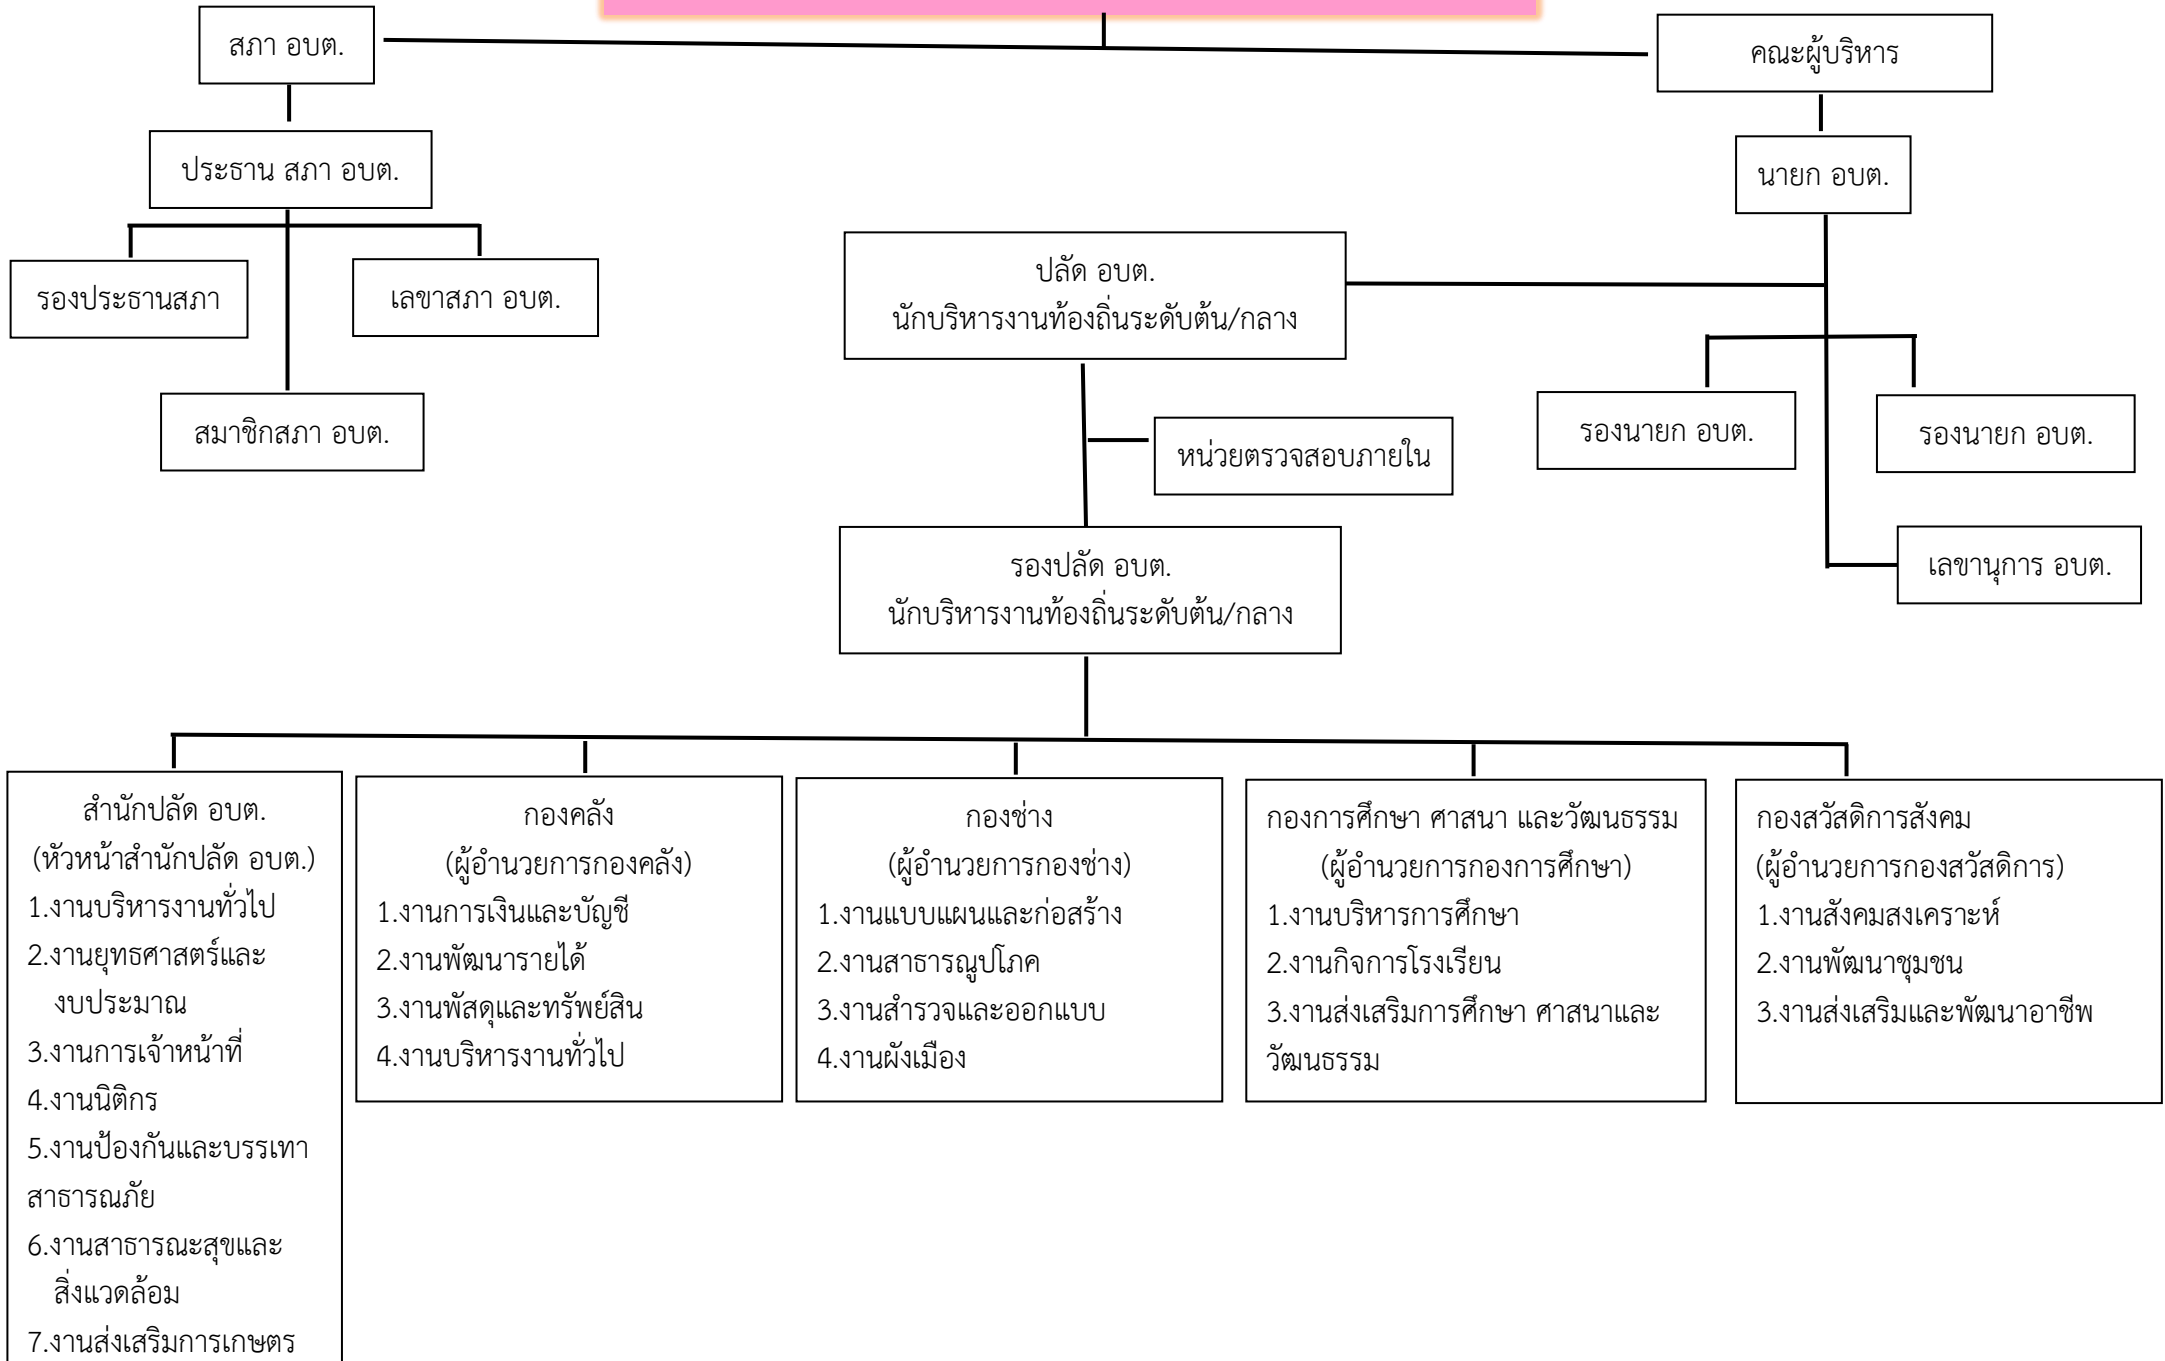 สภา อบต.
คณะผู้บริหาร
ประธาน สภา อบต.
นายก อบต.
รองประธานสภา
เลขาสภา อบต.
ปลัด อบต.
นักบริหารงานท้องถิ่นระดับต้น/กลาง
สมาชิกสภา อบต.
หน่วยตรวจสอบภายใน
รองนายก อบต.
รองนายก อบต.
รองปลัด อบต.
นักบริหารงานท้องถิ่นระดับต้น/กลาง
เลขานุการ อบต.
สำนักปลัด อบต.
(หัวหน้าสำนักปลัด อบต.)
1.งานบริหารงานทั่วไป
2.งานยุทธศาสตร์และ
งบประมาณ
3.งานการเจ้าหน้าที่
4.งานนิติกร
5.งานป้องกันและบรรเทา
สาธารณภัย
6.งานสาธารณะสุขและ
สิ่งแวดล้อม
7.งานส่งเสริมการเกษตร
กองคลัง
(ผู้อำนวยการกองคลัง)
1.งานการเงินและบัญชี
2.งานพัฒนารายได้
3.งานพัสดุและทรัพย์สิน
4.งานบริหารงานทั่วไป
กองช่าง
(ผู้อำนวยการกองช่าง)
1.งานแบบแผนและก่อสร้าง
2.งานสาธารณูปโภค
3.งานสำรวจและออกแบบ
4.งานผังเมือง
กองการศึกษา ศาสนา และวัฒนธรรม
(ผู้อำนวยการกองการศึกษา)
1.งานบริหารการศึกษา
2.งานกิจการโรงเรียน
3.งานส่งเสริมการศึกษา ศาสนาและ
วัฒนธรรม
กองสวัสดิการสังคม
(ผู้อำนวยการกองสวัสดิการ)
1.งานสังคมสงเคราะห์
2.งานพัฒนาชุมชน
3.งานส่งเสริมและพัฒนาอาชีพ